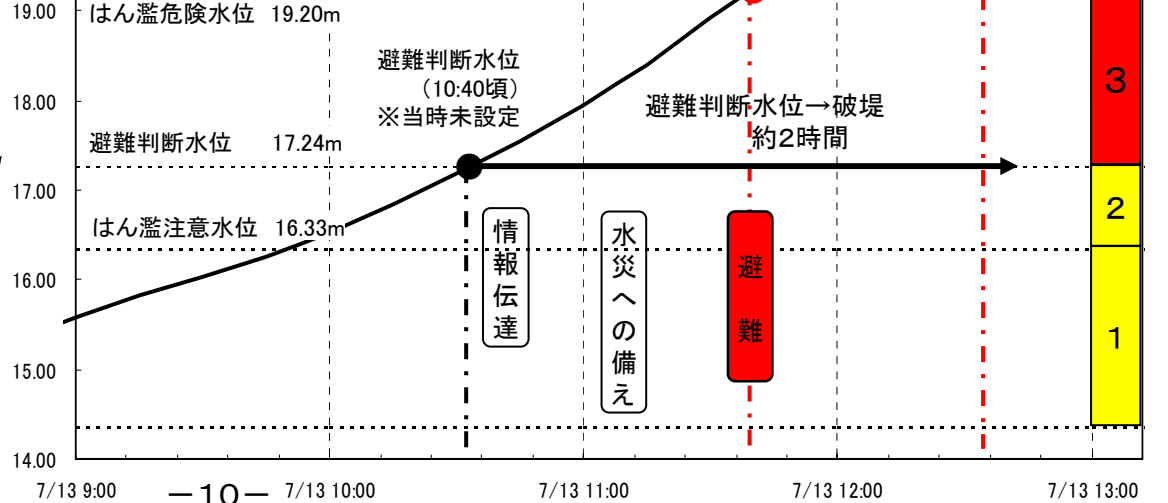 19.00
はん濫危険水位 19.20m
避難判断水位
(10:40頃)
※当時未設定
3
18.00
避難判断水位→破堤
約2時間
避難判断水位 17.24m
17.00
2
はん濫注意水位 16.33m
情報伝達
水災への備え
避難
16.00
1
15.00
14.00
7/13 9:00
7/13 10:00
7/13 11:00
7/13 12:00
7/13 13:00
−10−